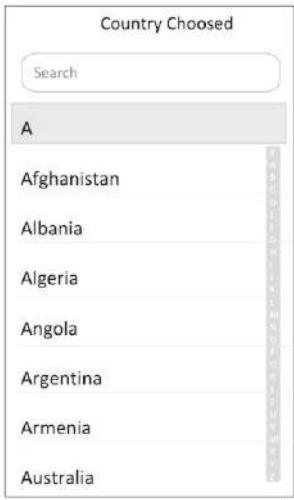 Country Choosed
Search
A
Afghanistan
Albania
Algeria
Angola
Argentina
Armenia
Australia